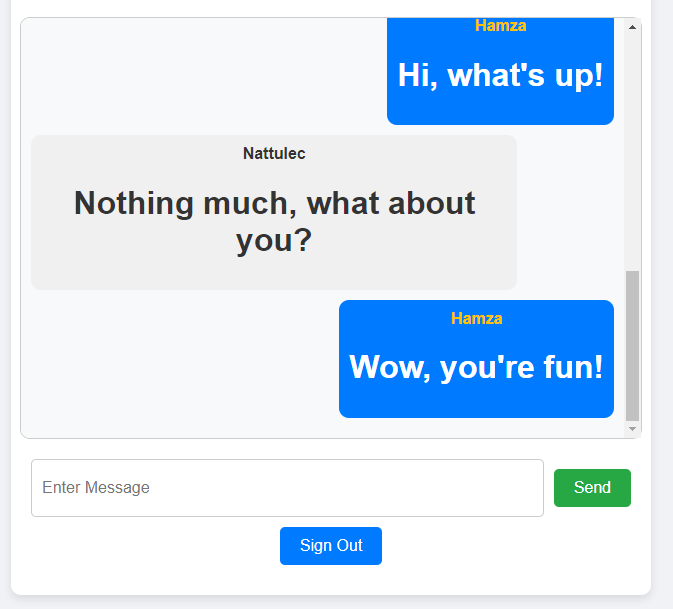 Hamza
Hi, what's up!
Nattulec
Nothing much, what about
you?
Hamza
Wow, you're fun!
Enter Message
Send
Sign Out